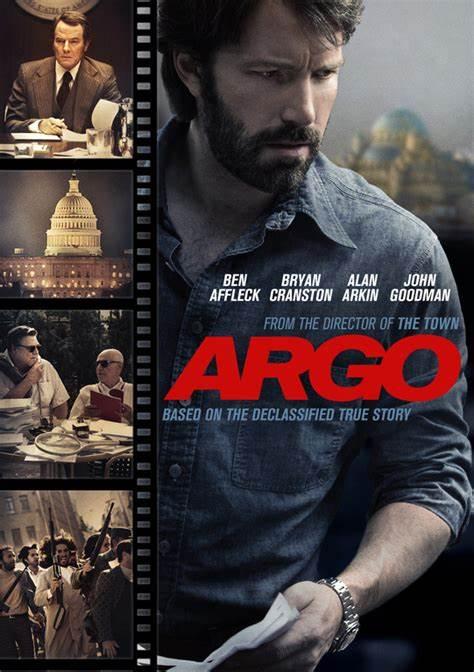 BEN AFFLECK
BRYAN CRANSTON
ALAN ARKIN
JOHN GOODMAN
FROM THE DIRECTOR OF THE TOWN
ARGO
BASED ON THE DECLASSIFIED TRUE STORY